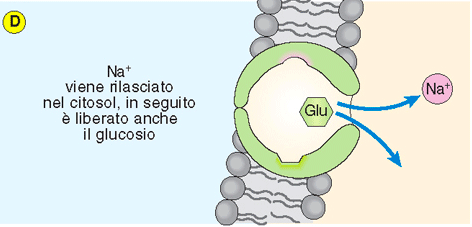 D
Na⁺
viene rilasciato
nel citosol, in seguito
è liberato anche
il glucosio
Glu
Na⁺